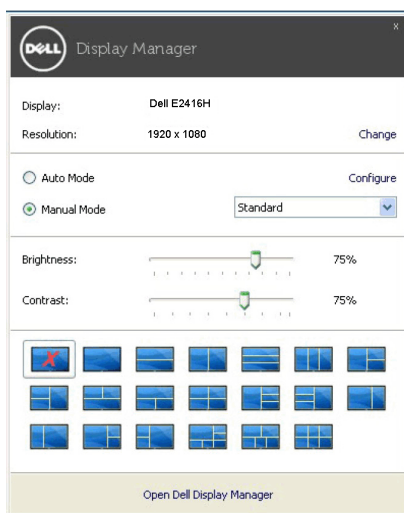 x
DELL Display Manager
Display: Dell E2416H
Resolution: 1920 x 1080 Change
Auto Mode Configure
Manual Mode Standard
Brightness: 75%
Contrast: 75%
Open Dell Display Manager